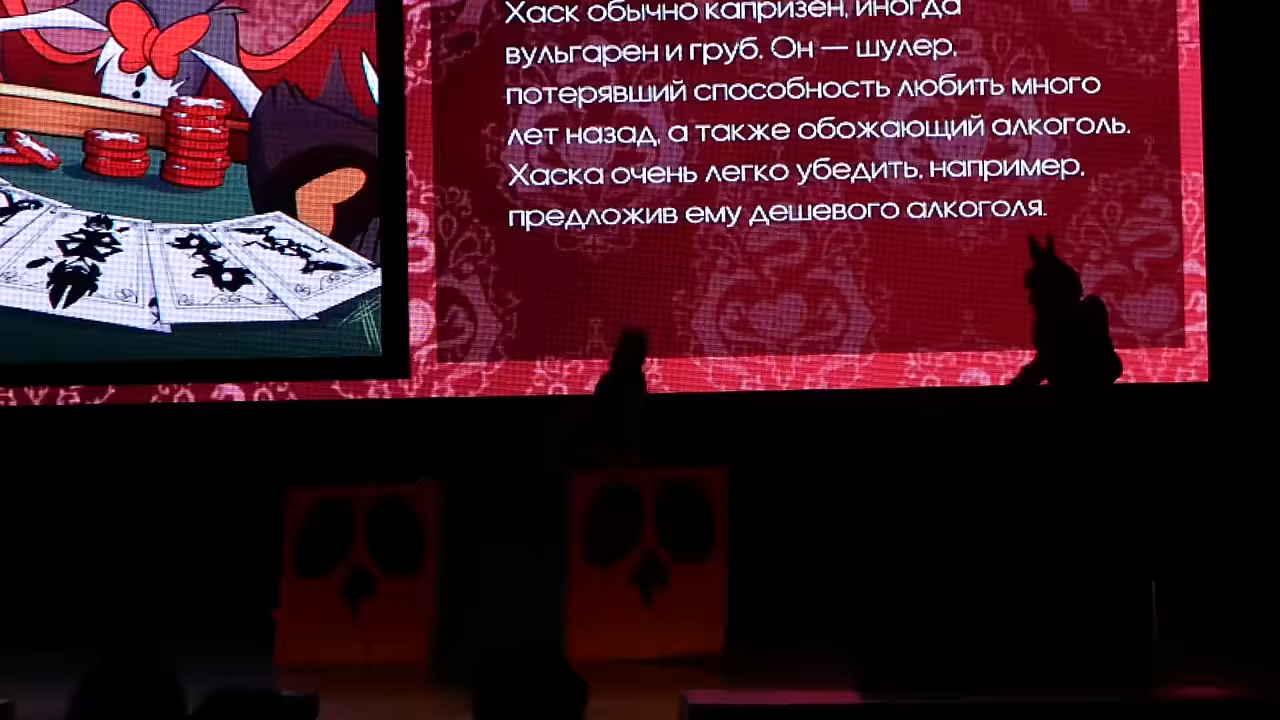 Хаск обычно капризен, иногда
вульгарен и груб. Он — шулер,
потерявший способность любить много
лет назад, а также обожающий алкоголь.
Хаска очень легко убедить, например,
предложив ему дешевого алкоголя.